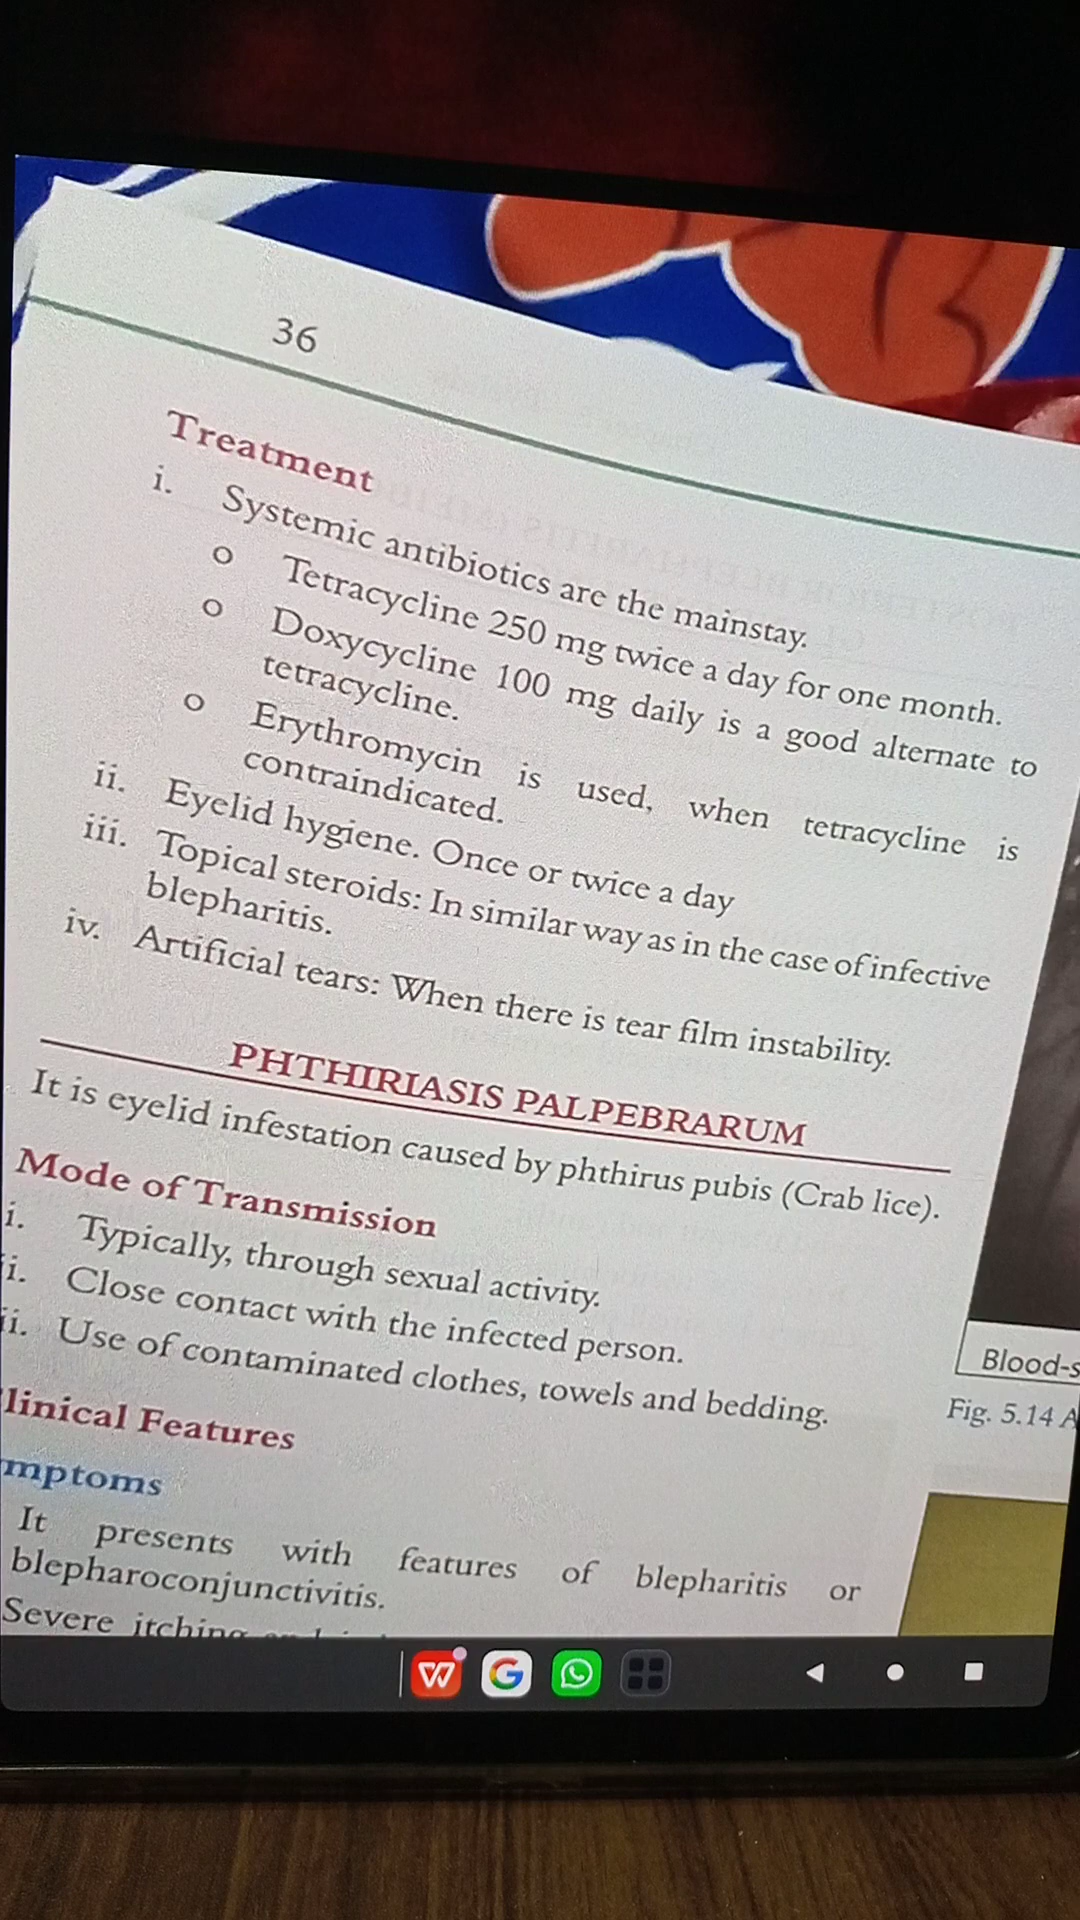 36
Treatment
i. Systemic antibiotics are the mainstay.
o Tetracycline 250 mg twice a day for one month.
o Doxycycline 100 mg daily is a good alternate to
tetracycline.
o Erythromycin is used, when tetracycline is
contraindicated.
ii. Eyelid hygiene. Once or twice a day
iii. Topical steroids: In similar way as in the case of infective
blepharitis.
iv. Artificial tears: When there is tear film instability.
PHTHIRIASIS PALPEBRARUM
It is eyelid infestation caused by phthirus pubis (Crab lice).
Mode of Transmission
i. Typically, through sexual activity.
i. Close contact with the infected person.
ii. Use of contaminated clothes, towels and bedding.
linical Features
mptoms
It presents with features of blepharitis or
blepharoconjunctivitis.
Severe itching
Blood-s
Fig. 5.14 A